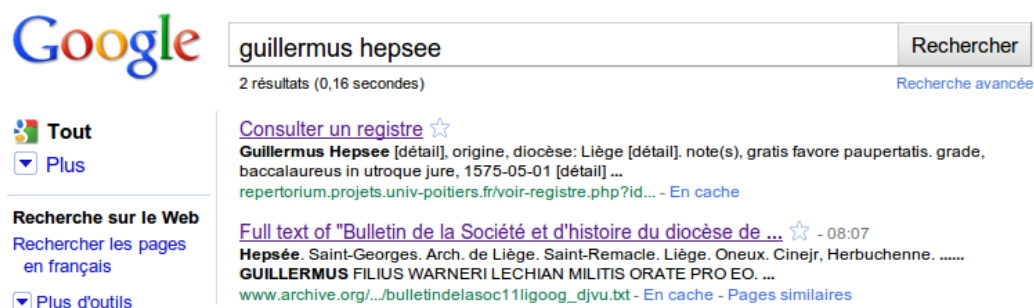 Google
guillermus hepsee
Rechercher
2 résultats (0,16 secondes)
Recherche avancée
Tout
Plus
Recherche sur le Web
Rechercher les pages
en français
Plus d'outils
Consulter un registre
Guillermus Hepsee [détail], origine, diocèse: Liège [détail]. note(s), gratis favore paupertatis. grade,
baccalaureus in utroque jure, 1575-05-01 [détail] ...
repertorium.projets.univ-poitiers.fr/voir-registre.php?id... - En cache
Full text of "Bulletin de la Société et d'histoire du diocèse de ... - 08:07
Hepsée. Saint-Georges. Arch. de Liège. Saint-Remacle. Liège. Oneux. Cinejr, Herbuchenne. ......
GUILLERMUS FILIUS WARNERI LECHIAN MILITIS ORATE PRO EO. ...
www.archive.org/.../bulletindelasoc11ligoog_djvu.txt - En cache - Pages similaires